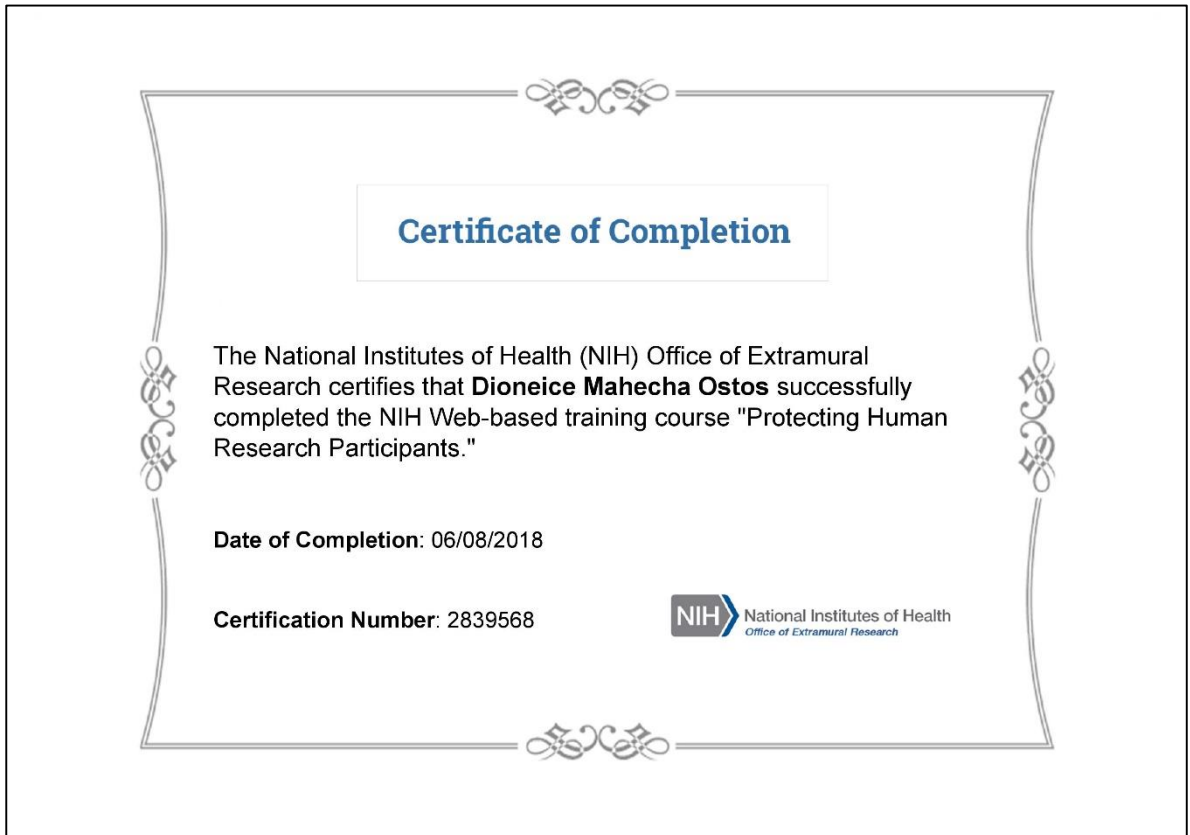 Certificate of Completion
The National Institutes of Health (NIH) Office of Extramural
Research certifies that Dioneice Mahecha Ostos successfully
completed the NIH Web-based training course "Protecting Human
Research Participants."
Date of Completion: 06/08/2018
Certification Number: 2839568
NIH National Institutes of Health
Office of Extramural Research